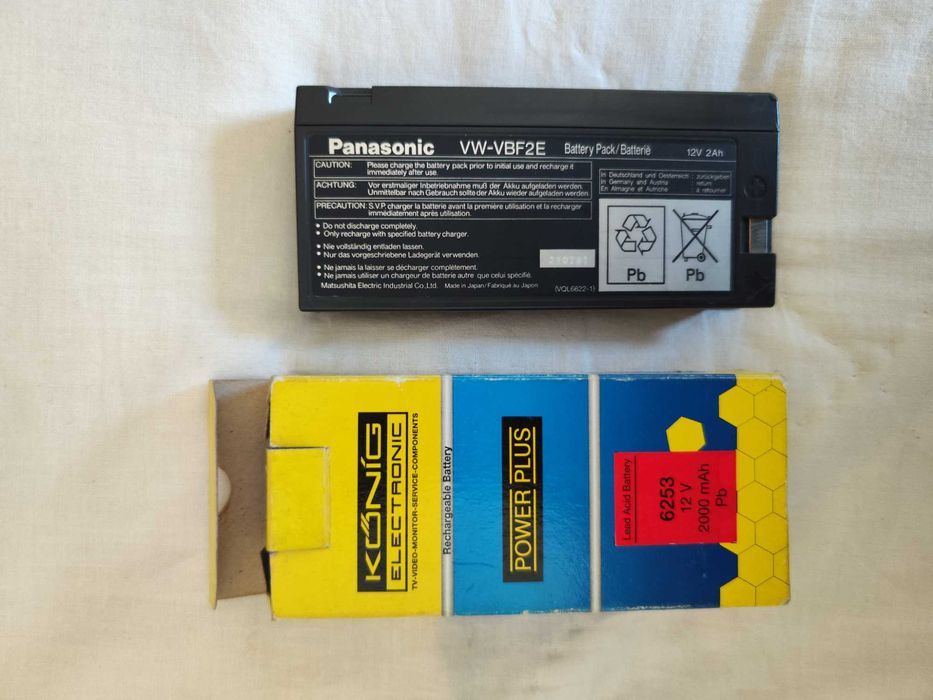 Panasonic VW-VBF2E Battery Pack/Batterie 12V 2Ah
CAUTION: Please charge the battery pack prior to initial use and recharge it
immediately after use.
ACHTUNG: Vor erstmaliger Inbetriebnahme muß der Akku aufgeladen werden.
Unmittelbar nach Gebrauch sollte der Akku wieder aufgeladen werden.
PRECAUTION: S.V.P. charger la batterie avant la première utilisation et la recharger
immédiatement après utilisation.
• Do not discharge completely.
• Only recharge with specified battery charger.
• Nie vollständig entladen lassen.
• Nur das vorgeschriebene Ladegerät verwenden.
• Ne jamais la laisser se décharger complètement.
• Ne jamais utiliser un chargeur de batterie autre que celui specifié.
Matsushita Electric Industrial Co.,Ltd. Made in Japan/Fabriqué au Japon
(VQL6622-1)
In Deutschland und Oesterreich : zurückgeben
In Germany and Austria : return
En Almagne et Autriche : à retourner
Pb
Pb
KÖNIG
ELECTRONIC
TV-VIDEO-MONITOR-SERVICE-COMPONENTS
Rechargeable Battery
POWER PLUS
Lead Acid Battery
6253
12 V
2000 mAh
Pb